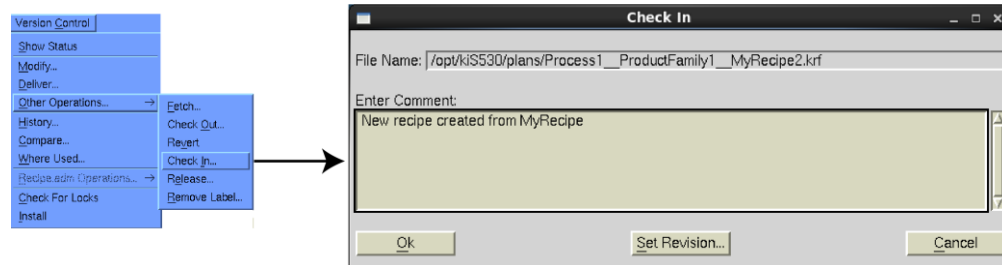 Version Control
Show Status
Modify...
Deliver...
Other Operations...
History...
Compare...
Where Used...
Recipe.adm Operations...
Check For Locks
Install
Fetch...
Check Out...
Revert
Check In...
Release...
Remove Label...
Check In
File Name: /opt/kiS530/plans/Process1__ProductFamily1__MyRecipe2.krf
Enter Comment:
New recipe created from MyRecipe
Ok
Set Revision...
Cancel